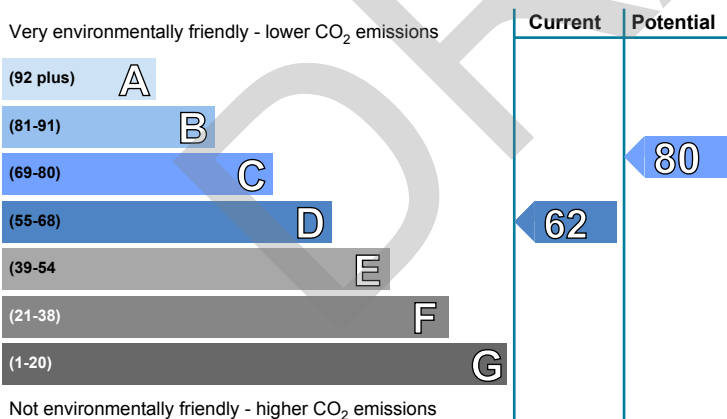 Very environmentally friendly - lower CO2 emissions
Current
Potential
(92 plus) A
(81-91) B
(69-80) C
80
(55-68) D
62
(39-54 E
(21-38) F
(1-20) G
Not environmentally friendly - higher CO2 emissions